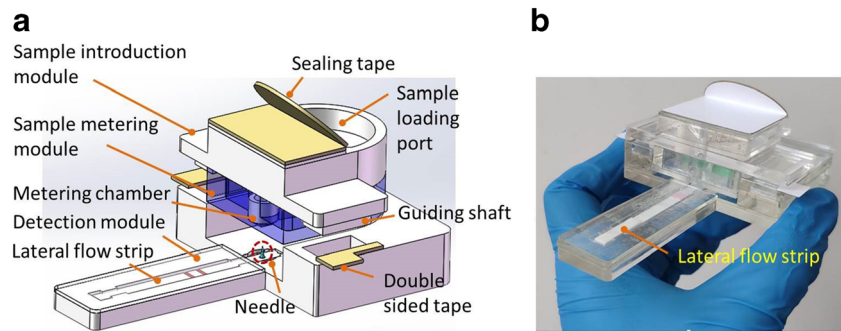 a
b
Sample introduction
module
Sealing tape
Sample
loading
port
Sample metering
module
Metering chamber
Detection module
Guiding shaft
Lateral flow strip
Needle
Double
sided tape
Lateral flow strip